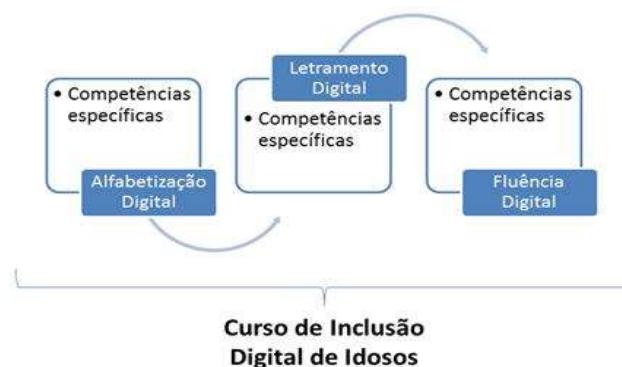 • Competências
específicas
Alfabetização
Digital
Letramento
Digital
• Competências
específicas
• Competências
específicas
Fluência
Digital
Curso de Inclusão
Digital de Idosos